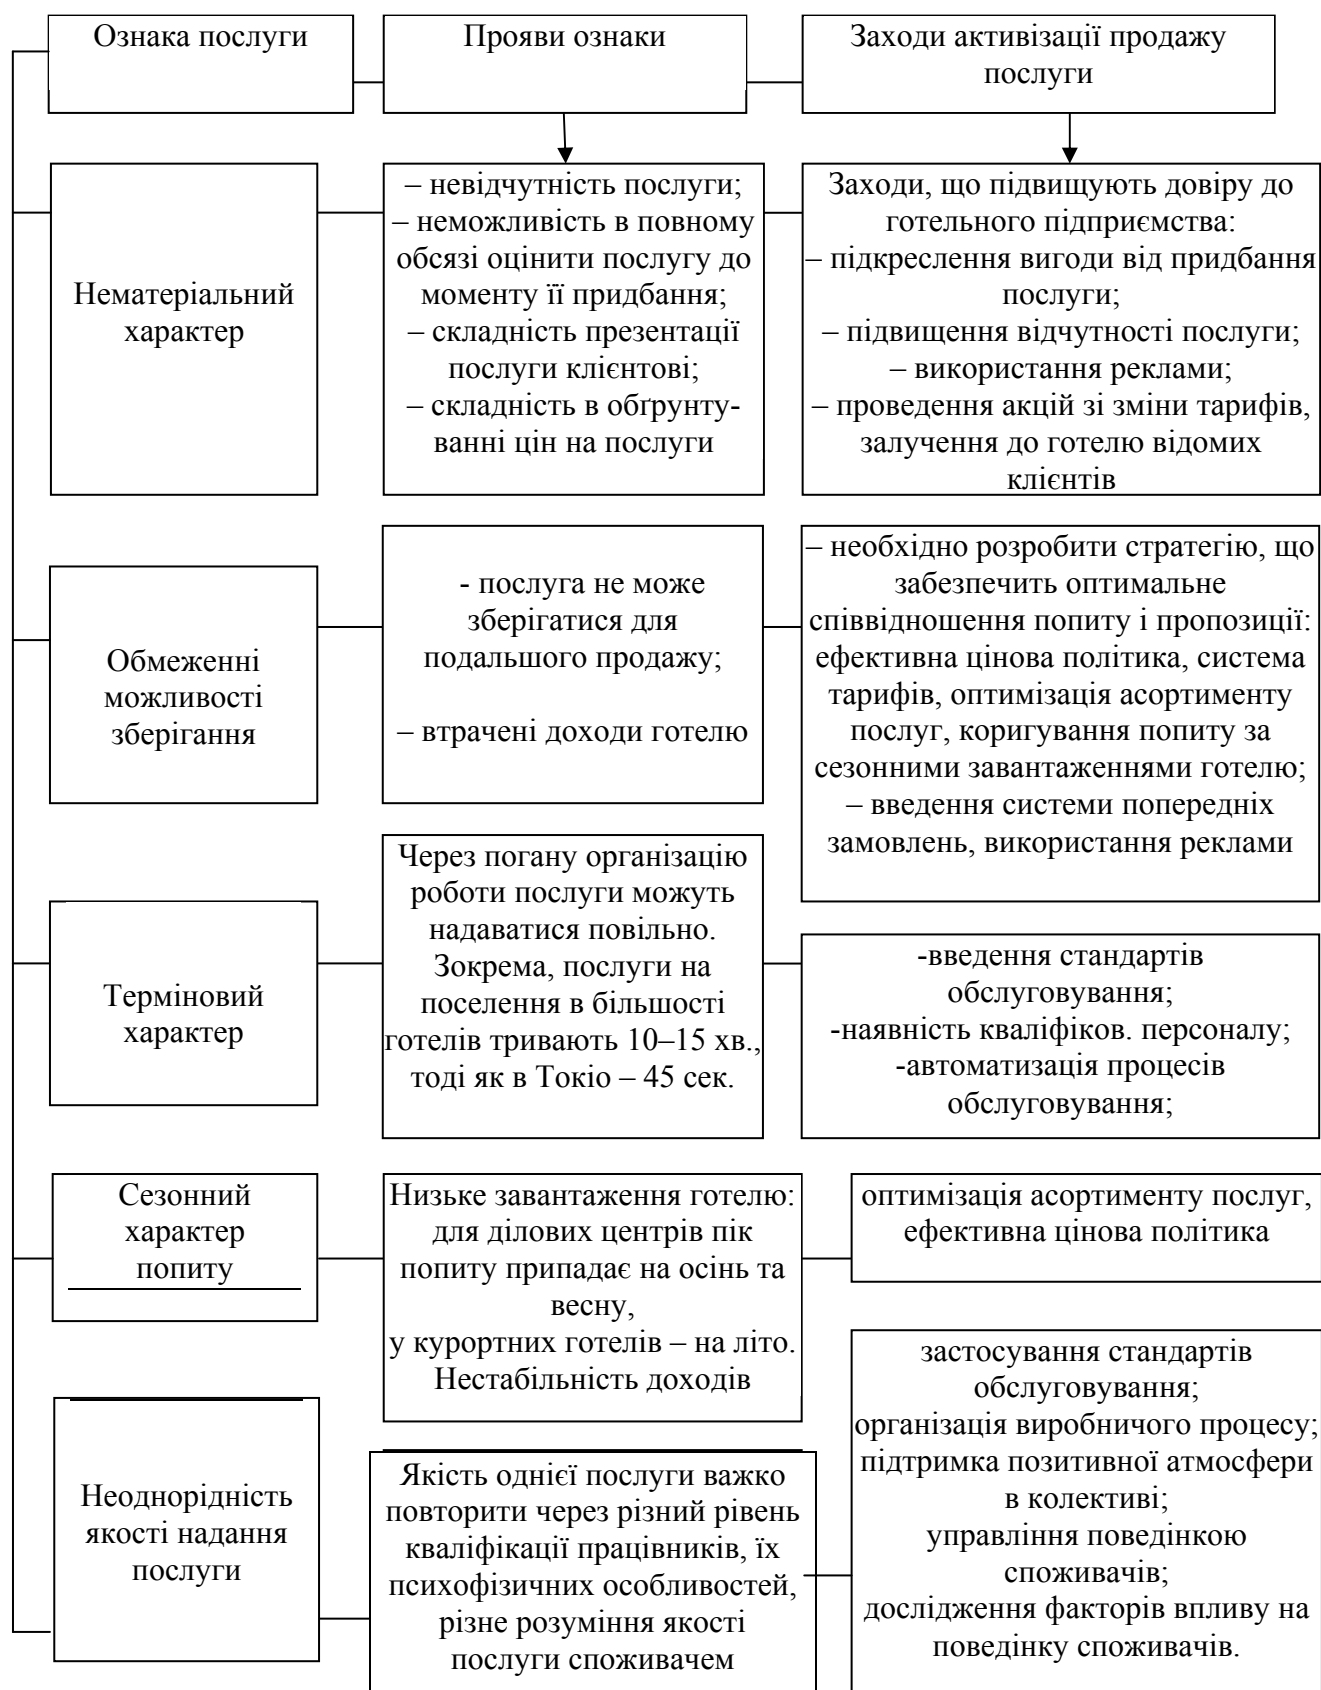 Ознака послуги
Прояви ознаки
Заходи активізації продажу
послуги
Нематеріальний
характер
– невідчутність послуги;
– неможливість в повному
обсязі оцінити послугу до
моменту її придбання;
– складність презентації
послуги клієнтові;
– складність в обґрунту-
ванні цін на послуги
Заходи, що підвищують довіру до
готельного підприємства:
– підкреслення вигоди від придбання
послуги;
– підвищення відчутності послуги;
– використання реклами;
– проведення акцій зі зміни тарифів,
залучення до готелю відомих
клієнтів
Обмеженні
можливості
зберігання
- послуга не може
зберігатися для
подальшого продажу;
– втрачені доходи готелю
– необхідно розробити стратегію, що
забезпечить оптимальне
співвідношення попиту і пропозиції:
ефективна цінова політика, система
тарифів, оптимізація асортименту
послуг, коригування попиту за
сезонними завантаженнями готелю;
– введення системи попередніх
замовлень, використання реклами
Терміновий
характер
Через погану організацію
роботи послуги можуть
надаватися повільно.
Зокрема, послуги на
поселення в більшості
готелів тривають 10–15 хв.,
тоді як в Токіо – 45 сек.
-введення стандартів
обслуговування;
-наявність кваліфіков. персоналу;
-автоматизація процесів
обслуговування;
Сезонний
характер
попиту
Низьке завантаження готелю:
для ділових центрів пік
попиту припадає на осінь та
весну,
у курортних готелів – на літо.
Нестабільність доходів
оптимізація асортименту послуг,
ефективна цінова політика
Неоднорідність
якості надання
послуги
Якість однієї послуги важко
повторити через різний рівень
кваліфікації працівників, їх
психофізичних особливостей,
різне розуміння якості
послуги споживачем
застосування стандартів
обслуговування;
організація виробничого процесу;
підтримка позитивної атмосфери
в колективі;
управління поведінкою
споживачів;
дослідження факторів впливу на
поведінку споживачів.